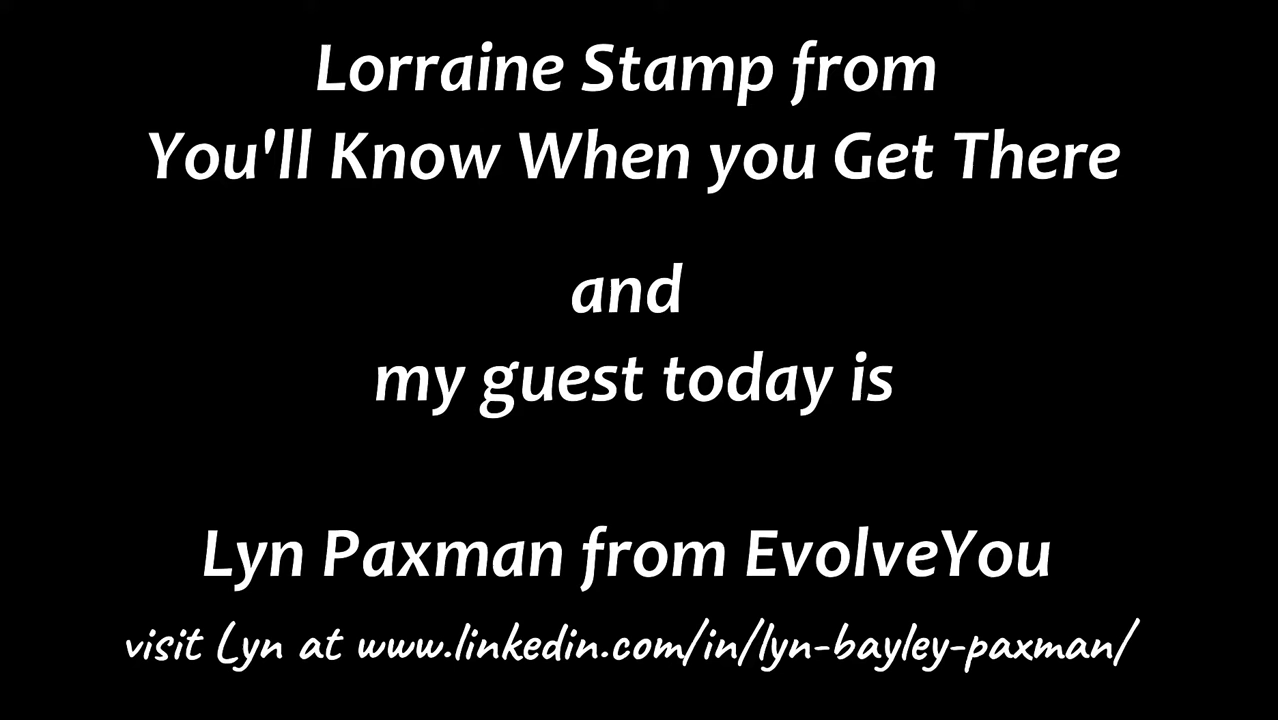 Lorraine Stamp from
You'll Know When you Get There
and
my guest today is
Lyn Paxman from EvolveYou
visit Lyn at www.linkedin.com/in/lyn-bayley-paxman/